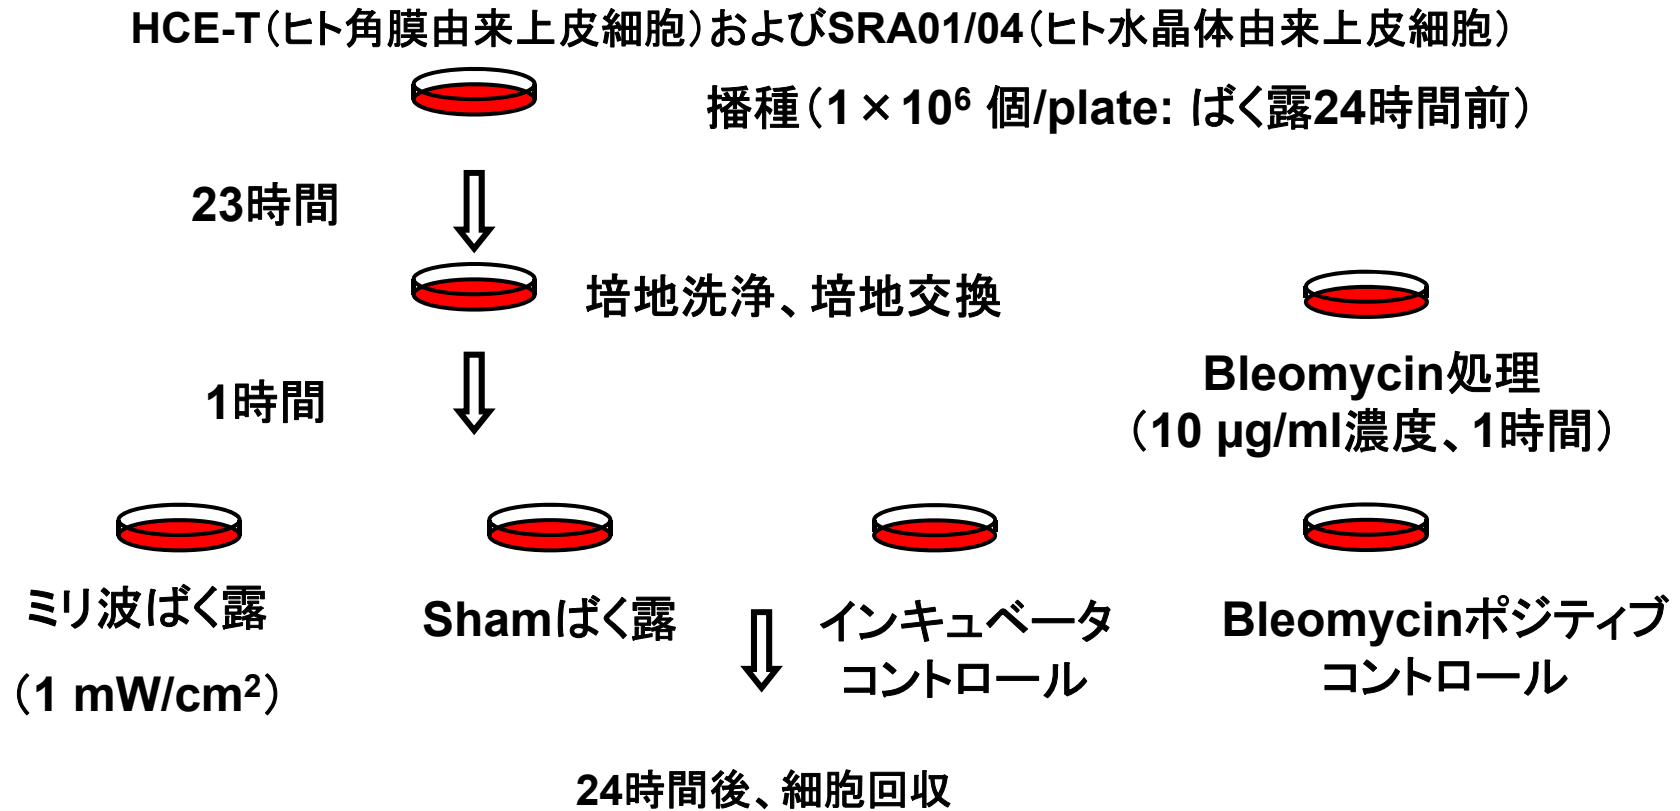 HCE-T（ヒト角膜由来上皮細胞）およびSRA01/04（ヒト水晶体由来上皮細胞）
播種（1×10⁶ 個/plate: ばく露24時間前）
23時間
培地洗浄、培地交換
1時間
Bleomycin処理
（10 µg/ml濃度、1時間）
ミリ波ばく露
（1 mW/cm²）
Shamばく露
インキュベータ
コントロール
Bleomycinポジティブ
コントロール
24時間後、細胞回収